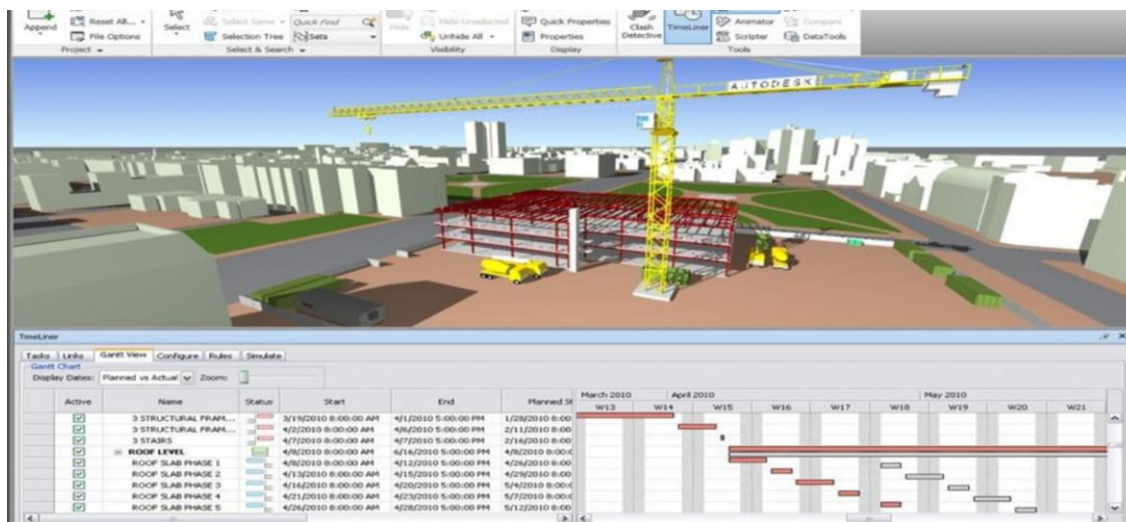 Append
Reset All...
File Options
Project
Select
Select Same
Selection Tree
Quick Find
Sets
Select & Search
Hide
Hide Unselected
Unhide All
Visibility
Quick Properties
Properties
Display
Clash
Detective
TimeLiner
Animator
Scripter
Compare
DataTools
Tools
AUTODESK
TimeLiner
Tasks Links Gantt View Configure Rules Simulate
Gantt Chart
Display Dates: Planned vs Actual Zoom:
Active Name Status Start End Planned St
March 2010 April 2010 May 2010
W13 W14 W15 W16 W17 W18 W19 W20 W21
3 STRUCTURAL FRAM... 3/19/2010 8:00:00 AM 4/1/2010 5:00:00 PM 1/28/2010 8:00
3 STRUCTURAL FRAM... 4/2/2010 8:00:00 AM 4/6/2010 5:00:00 PM 2/11/2010 8:00
3 STAIRS 4/7/2010 8:00:00 AM 4/7/2010 5:00:00 PM 2/16/2010 8:00
ROOF LEVEL 4/8/2010 8:00:00 AM 6/16/2010 5:00:00 PM 4/8/2010 8:00:0
ROOF SLAB PHASE 1 4/8/2010 8:00:00 AM 4/12/2010 5:00:00 PM 4/26/2010 8:00
ROOF SLAB PHASE 2 4/13/2010 8:00:00 AM 4/15/2010 5:00:00 PM 4/29/2010 8:00
ROOF SLAB PHASE 3 4/16/2010 8:00:00 AM 4/20/2010 5:00:00 PM 5/4/2010 8:00:0
ROOF SLAB PHASE 4 4/21/2010 8:00:00 AM 4/23/2010 5:00:00 PM 5/7/2010 8:00:0
ROOF SLAB PHASE 5 4/26/2010 8:00:00 AM 4/28/2010 5:00:00 PM 5/12/2010 8:00